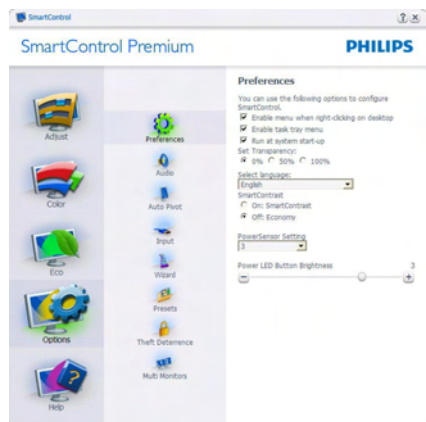 SmartControl
SmartControl Premium
PHILIPS
Adjust
Color
Eco
Options
Help
Preferences
Audio
Auto Pivot
Input
Wizard
Presets
Theft Deterrence
Multi Monitors
Preferences
You can use the following options to configure
SmartControl.
Enable menu when right-clicking on desktop
Enable task tray menu
Run at system start-up
Set Transparency:
0% 50% 100%
Select language:
English
SmartContrast
On: SmartContrast
Off: Economy
PowerSensor Setting
3
Power LED Button Brightness 3